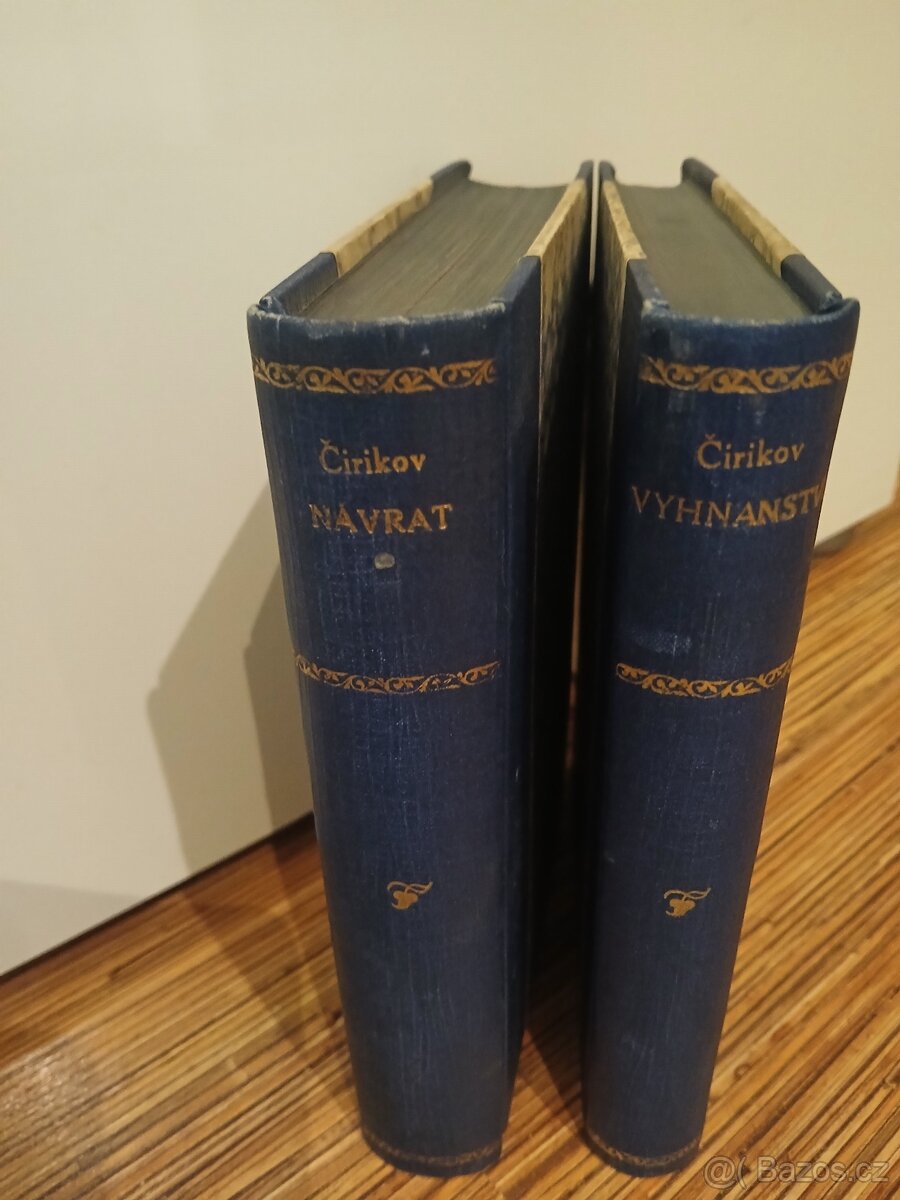 Čirikov
NÁVRAT
Čirikov
VYHNANSTV
@( Bazos.cz